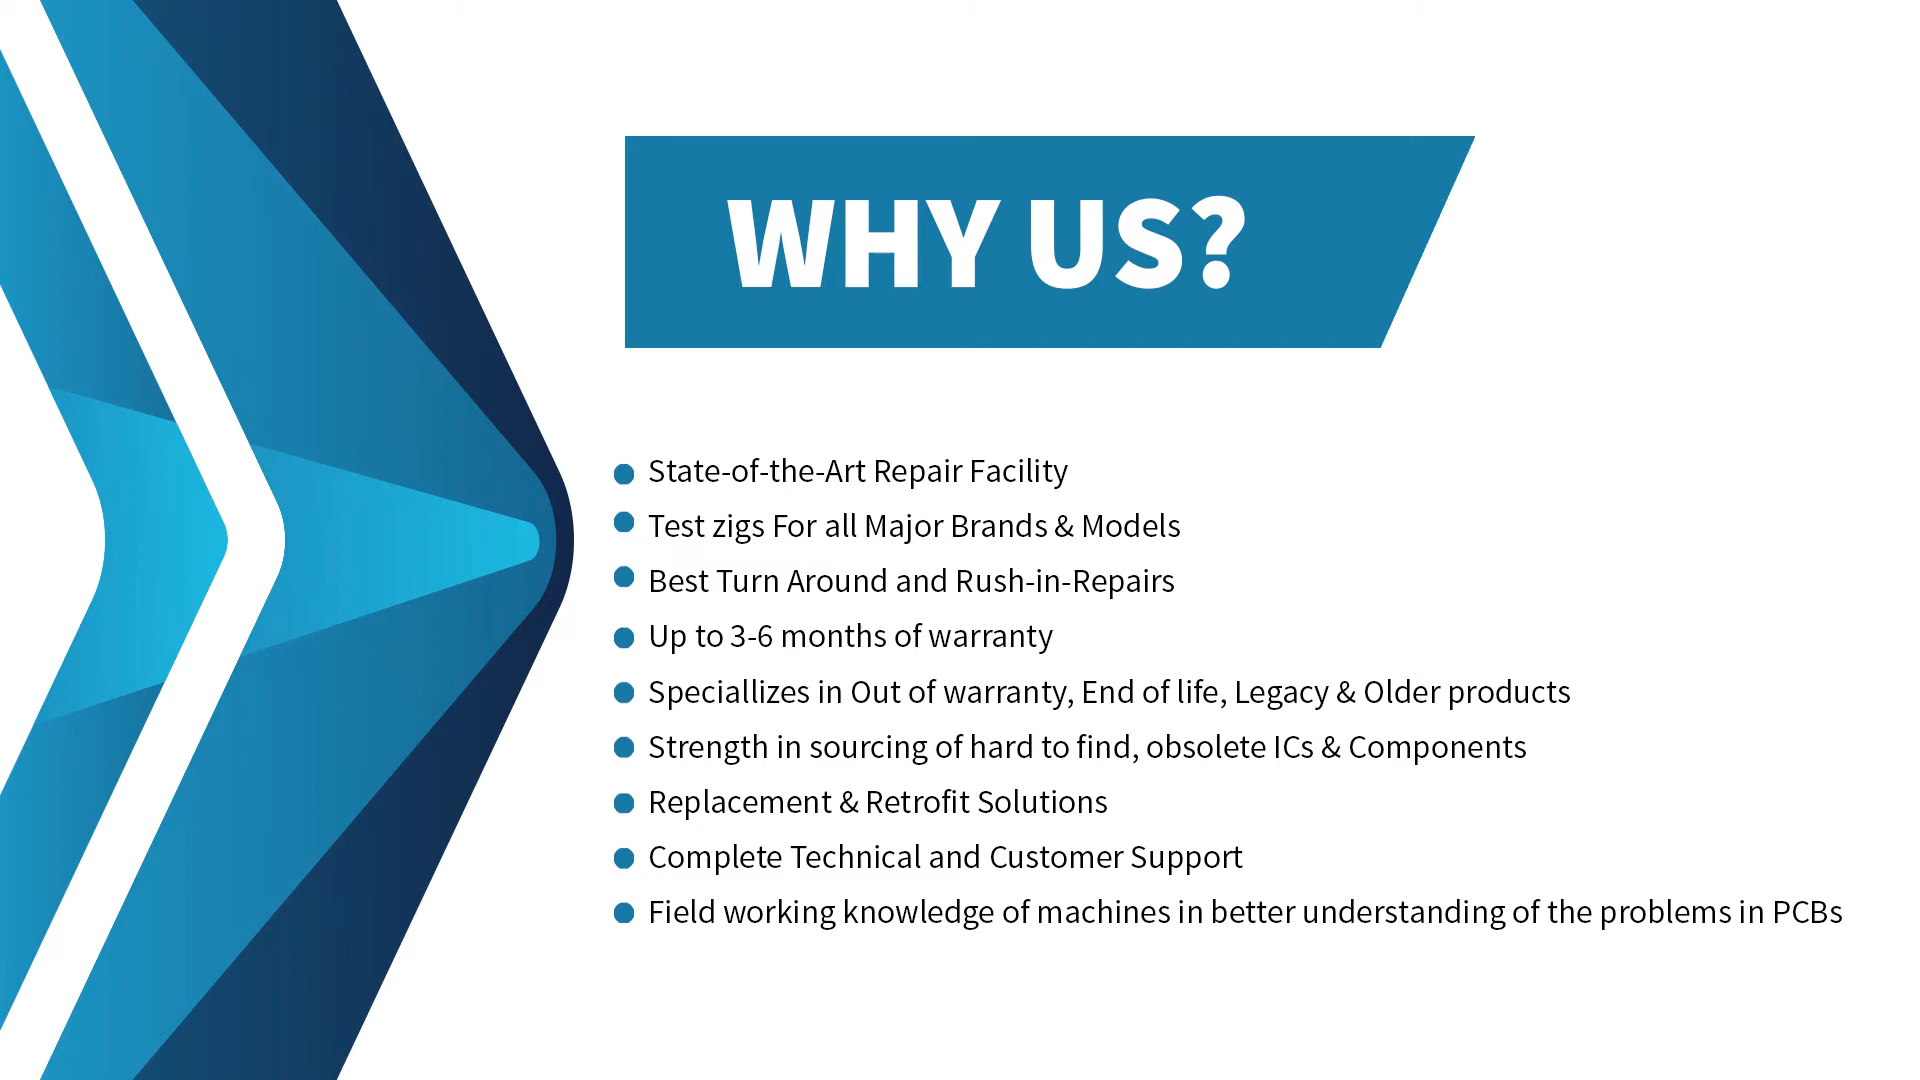 WHY US?
State-of-the-Art Repair Facility
Test zigs For all Major Brands & Models
Best Turn Around and Rush-in-Repairs
Up to 3-6 months of warranty
Speciallizes in Out of warranty, End of life, Legacy & Older products
Strength in sourcing of hard to find, obsolete ICs & Components
Replacement & Retrofit Solutions
Complete Technical and Customer Support
Field working knowledge of machines in better understanding of the problems in PCBs